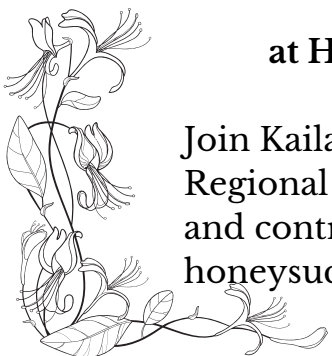 at H
Join Kaila
Regional
and contr
honeysuc